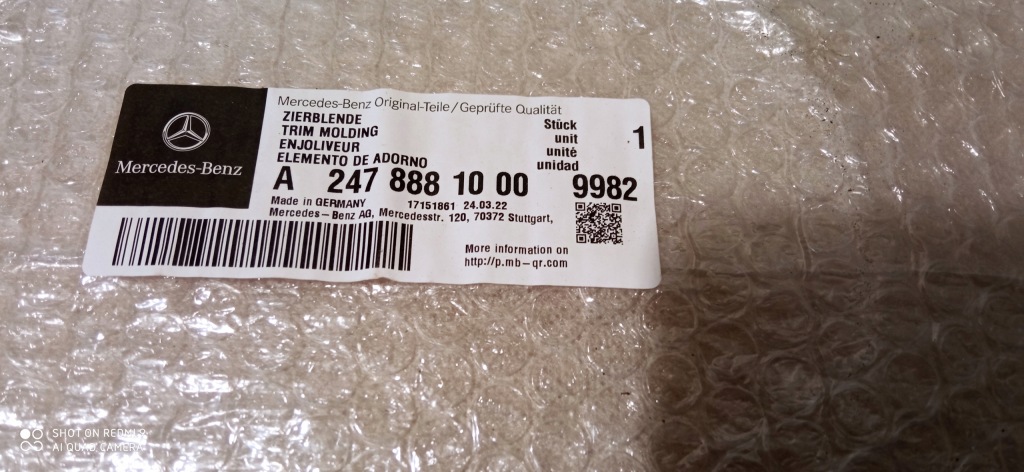 Mercedes-Benz
Mercedes-Benz Original-Teile/Geprüfte Qualität
ZIERBLENDE
TRIM MOLDING
ENJOLIVEUR
ELEMENTO DE ADORNO
Stück
unit
unité
unidad
1
A 247 888 10 00 9982
Made in GERMANY 17151861 24.03.22
Mercedes-Benz AG, Mercedesstr. 120, 70372 Stuttgart,
More information on
http://p.mb-qr.com
SHOT ON REDMI 8
AI QUAD CAMERA